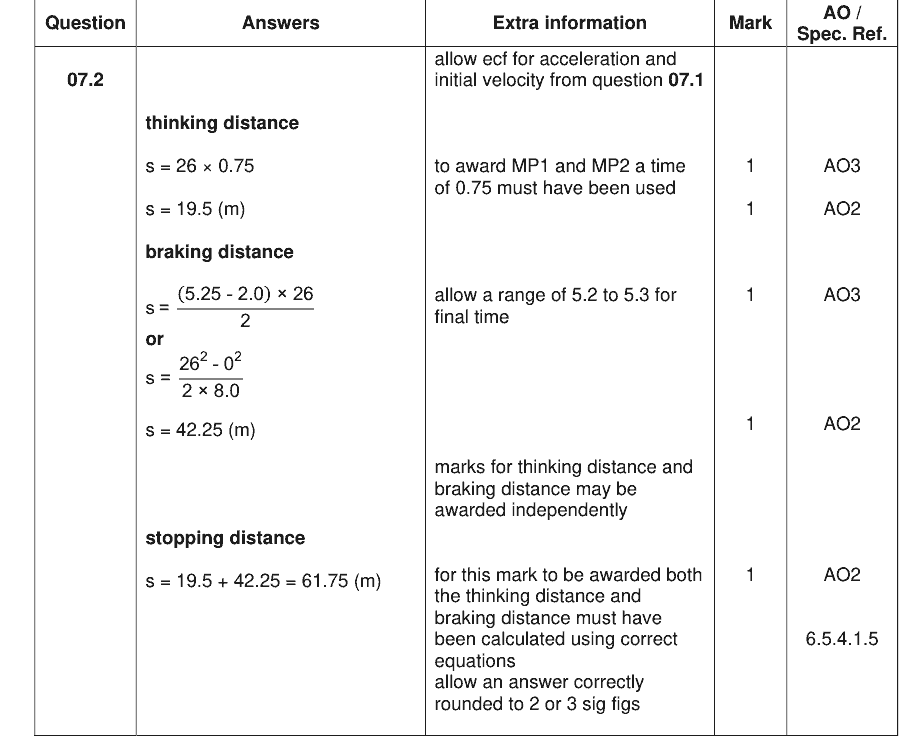 Question Answers Extra information Mark AO / Spec. Ref.
07.2
allow ecf for acceleration and
initial velocity from question 07.1
thinking distance
s = 26 × 0.75
to award MP1 and MP2 a time
of 0.75 must have been used
1 AO3
s = 19.5 (m)
1 AO2
braking distance
s = (5.25 - 2.0) × 26
2
allow a range of 5.2 to 5.3 for
final time
1 AO3
or
s = 26² - 0²
2 × 8.0
s = 42.25 (m)
1 AO2
marks for thinking distance and
braking distance may be
awarded independently
stopping distance
s = 19.5 + 42.25 = 61.75 (m)
for this mark to be awarded both
the thinking distance and
braking distance must have
been calculated using correct
equations
allow an answer correctly
rounded to 2 or 3 sig figs
1 AO2
6.5.4.1.5